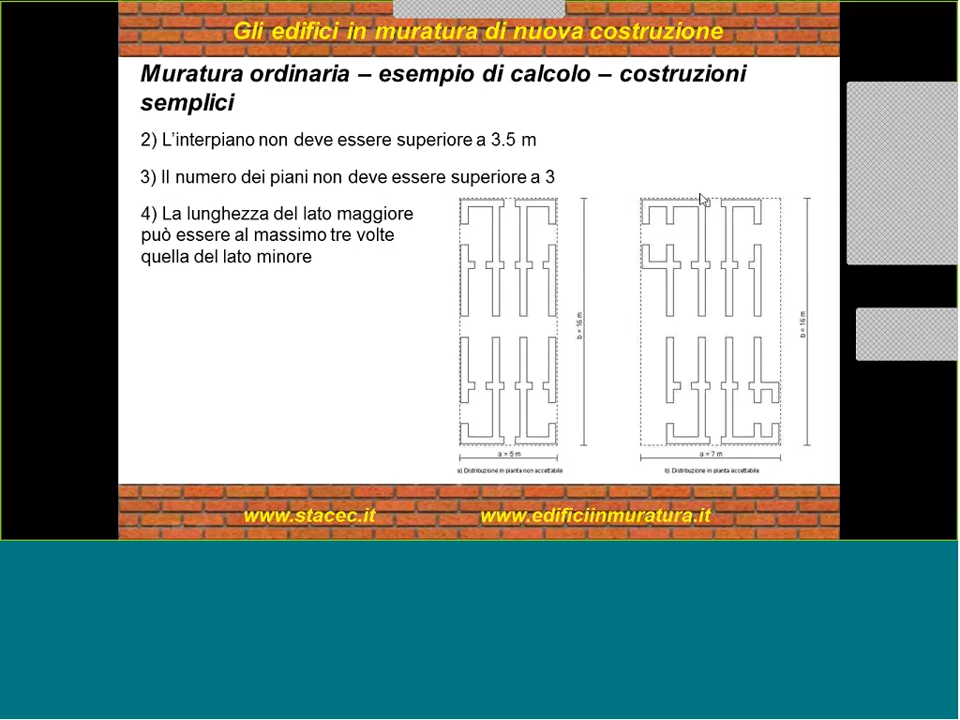 Gli edifici in muratura di nuova costruzione
Muratura ordinaria – esempio di calcolo – costruzioni
semplici
2) L'interpiano non deve essere superiore a 3.5 m
3) Il numero dei piani non deve essere superiore a 3
4) La lunghezza del lato maggiore
può essere al massimo tre volte
quella del lato minore
b = 16 m
b = 16 m
a = 5 m
a = 7 m
a) Distribuzione in pianta non accettabile
b) Distribuzione in pianta accettabile
www.stacec.it
www.edificiinmuratura.it